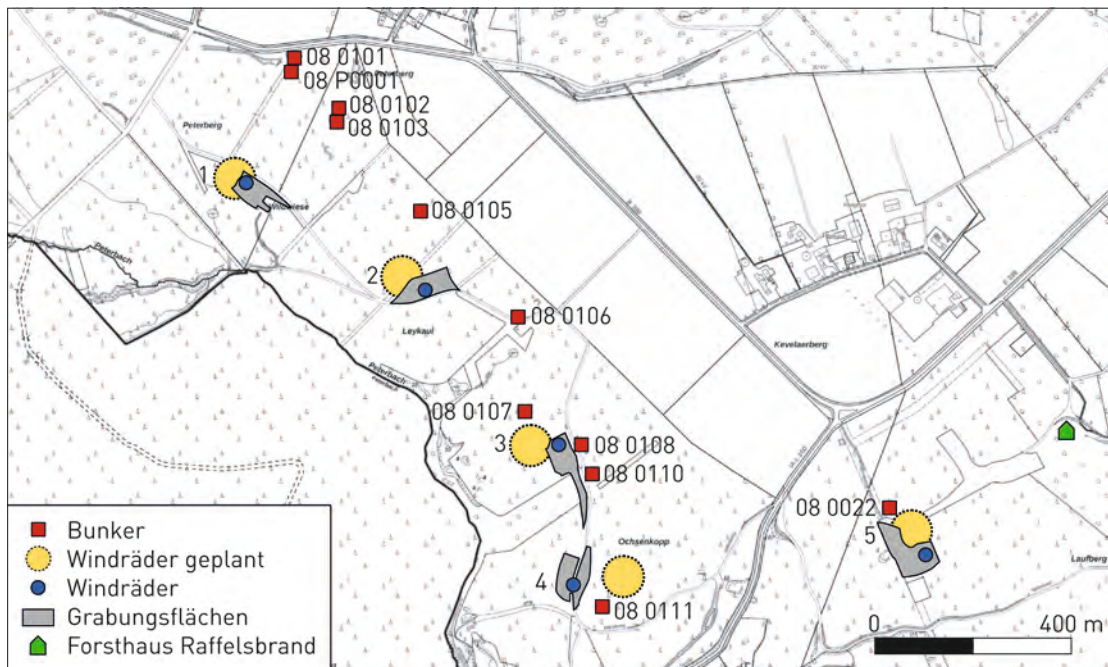 08 0101
08 P0001
08 0102
Peterberg
08 0103
1
08 0105
Peterbach
2
08 0106
Leykaul
Kevelaerberg
Peterbach
08 0107
3
08 0108
08 0110
08 0022
5
Ochsenkopp
Laufberg
4
08 0111
Bunker
Windräder geplant
Windräder
Grabungsflächen
Forsthaus Raffelsbrand
0
400 m